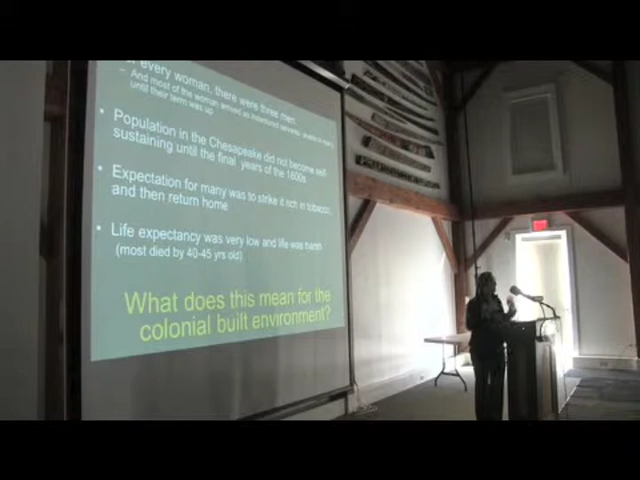 every woman, there were three men.
– And most of the woman arrived as indentured servants
until their term was up
• Population in the Chesapeake did not become self-
sustaining until the final years of the 1600s
• Expectation for many was to strike it rich in tobacco,
and then return home
• Life expectancy was very low and life was harsh
(most died by 40-45 yrs old)
What does this mean for the
colonial built environment?